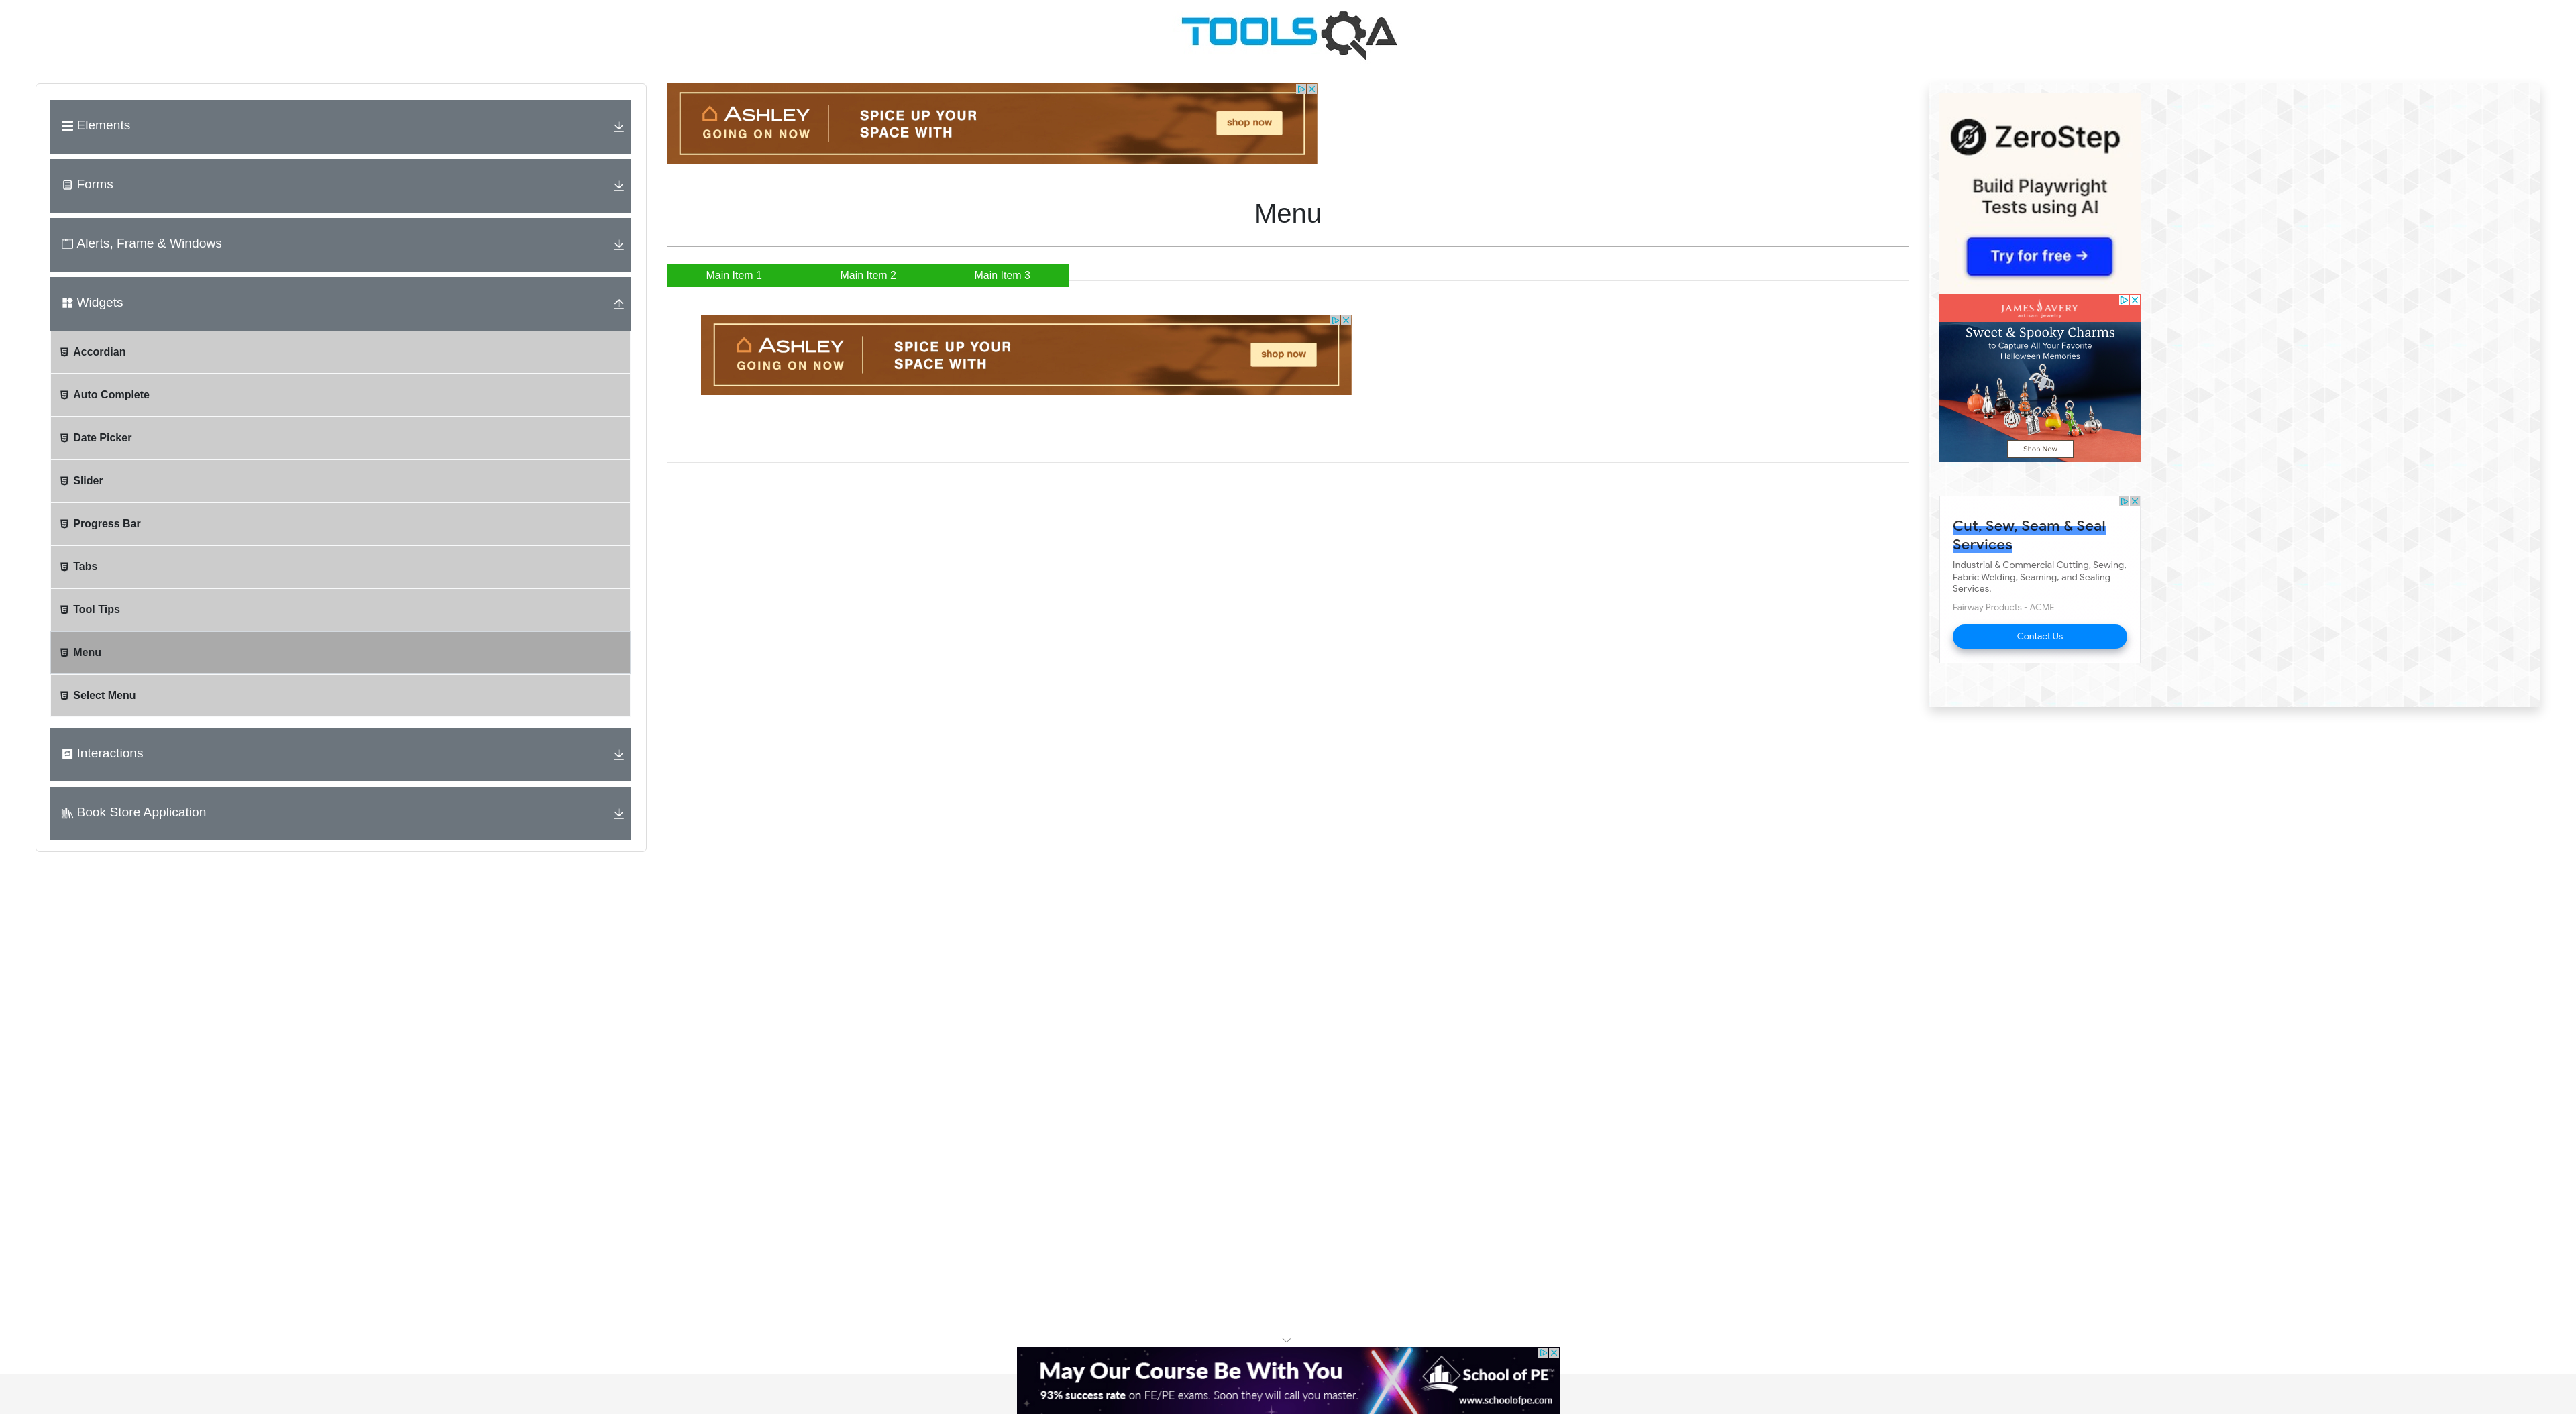 TOOLSQA
Elements
Forms
Alerts, Frame & Windows
Widgets
Accordian
Auto Complete
Date Picker
Slider
Progress Bar
Tabs
Tool Tips
Menu
Select Menu
Interactions
Book Store Application
ASHLEY
GOING ON NOW
SPICE UP YOUR
SPACE WITH
shop now
Menu
Main Item 1
Main Item 2
Main Item 3
ASHLEY
GOING ON NOW
SPICE UP YOUR
SPACE WITH
shop now
ZeroStep
Build Playwright
Tests using AI
Try for free →
JAMES AVERY
artisan jewelry
Sweet & Spooky Charms
to Capture All Your Favorite
Halloween Memories
Shop Now
Cut, Sew, Seam & Seal
Services
Industrial & Commercial Cutting, Sewing,
Fabric Welding, Seaming, and Sealing
Services.
Fairway Products - ACME
Contact Us
May Our Course Be With You
93% success rate on FE/PE exams. Soon they will call you master.
School of PE
www.schoolofpe.com